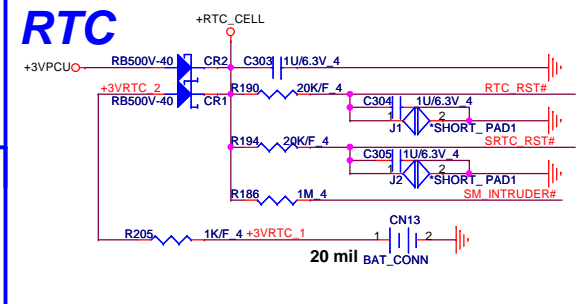 RTC
+RTC_CELL
+3VPCU
RB500V-40
CR2
C303
1U/6.3V_4
+3VRTC_2
RB500V-40
CR1
R190
20K/F_4
RTC_RST#
C304
1U/6.3V_4
1
2
J1
*SHORT_ PAD1
R194
20K/F_4
SRTC_RST#
C305
1U/6.3V_4
1
2
J2
*SHORT_ PAD1
R186
1M_4
SM_INTRUDER#
R205
1K/F_4
+3VRTC_1
CN13
1
2
20 mil
BAT_CONN